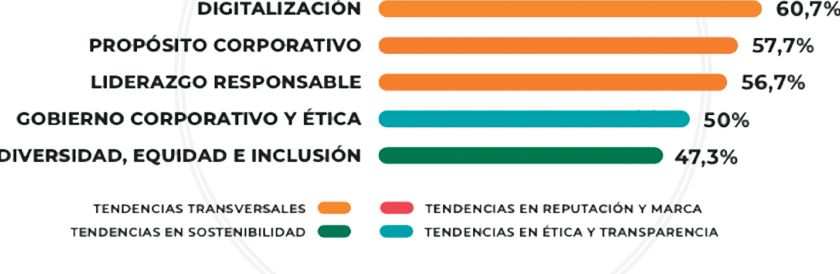 DIGITALIZACIÓN 60,7%
PROPÓSITO CORPORATIVO 57,7%
LIDERAZGO RESPONSABLE 56,7%
GOBIERNO CORPORATIVO Y ÉTICA 50%
DIVERSIDAD, EQUIDAD E INCLUSIÓN 47,3%
TENDENCIAS TRANSVERSALES TENDENCIAS EN REPUTACIÓN Y MARCA
TENDENCIAS EN SOSTENIBILIDAD TENDENCIAS EN ÉTICA Y TRANSPARENCIA